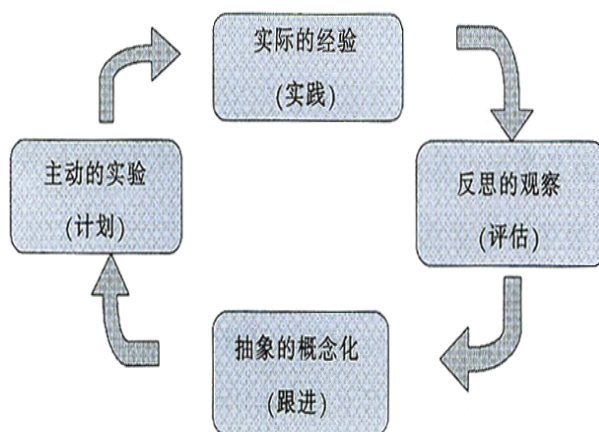 实际的经验
(实践)
反思的观察
(评估)
抽象的概念化
(跟进)
主动的实验
(计划)